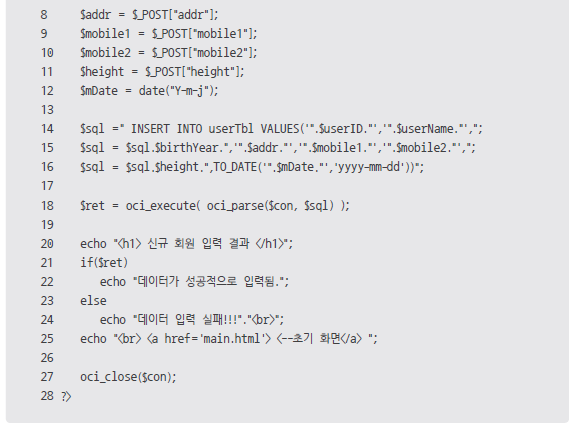 8 $addr = $_POST["addr"];
9 $mobile1 = $_POST["mobile1"];
10 $mobile2 = $_POST["mobile2"];
11 $height = $_POST["height"];
12 $mDate = date("Y-m-j");
13
14 $sql =" INSERT INTO userTbl VALUES('".$userID."','".$userName."',";
15 $sql = $sql.$birthYear.",'".$addr."','".$mobile1."','".$mobile2."',";
16 $sql = $sql.$height.",TO_DATE('".$mDate."','yyyy-mm-dd'))";
17
18 $ret = oci_execute( oci_parse($con, $sql) );
19
20 echo "<h1> 신규 회원 입력 결과 </h1>";
21 if($ret)
22 echo "데이터가 성공적으로 입력됨.";
23 else
24 echo "데이터 입력 실패!!!"."<br>";
25 echo "<br> <a href='main.html'> <--초기 화면</a> ";
26
27 oci_close($con);
28 ?>